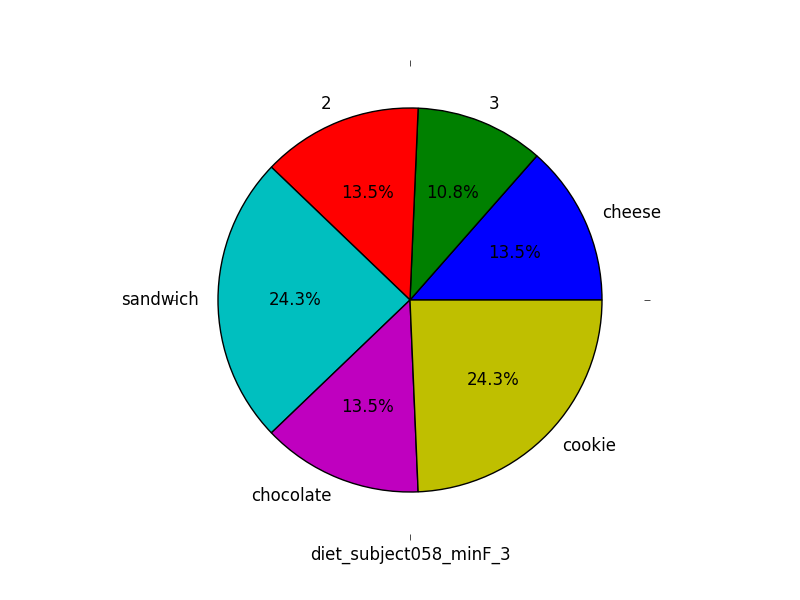 2
3
cheese
13.5%
10.8%
13.5%
sandwich
24.3%
24.3%
13.5%
cookie
chocolate
diet_subject058_minF_3